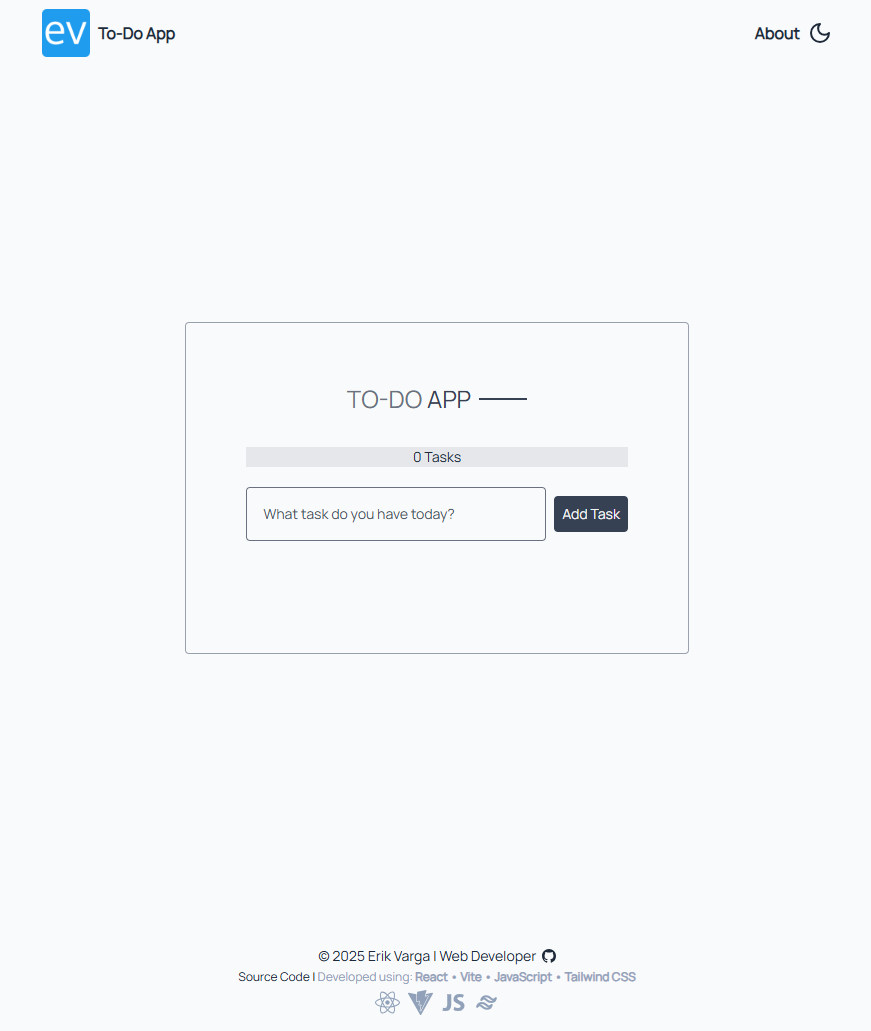 ev To-Do App About
TO-DO APP
0 Tasks
What task do you have today? Add Task
© 2025 Erik Varga | Web Developer
Source Code | Developed using: React • Vite • JavaScript • Tailwind CSS
JS